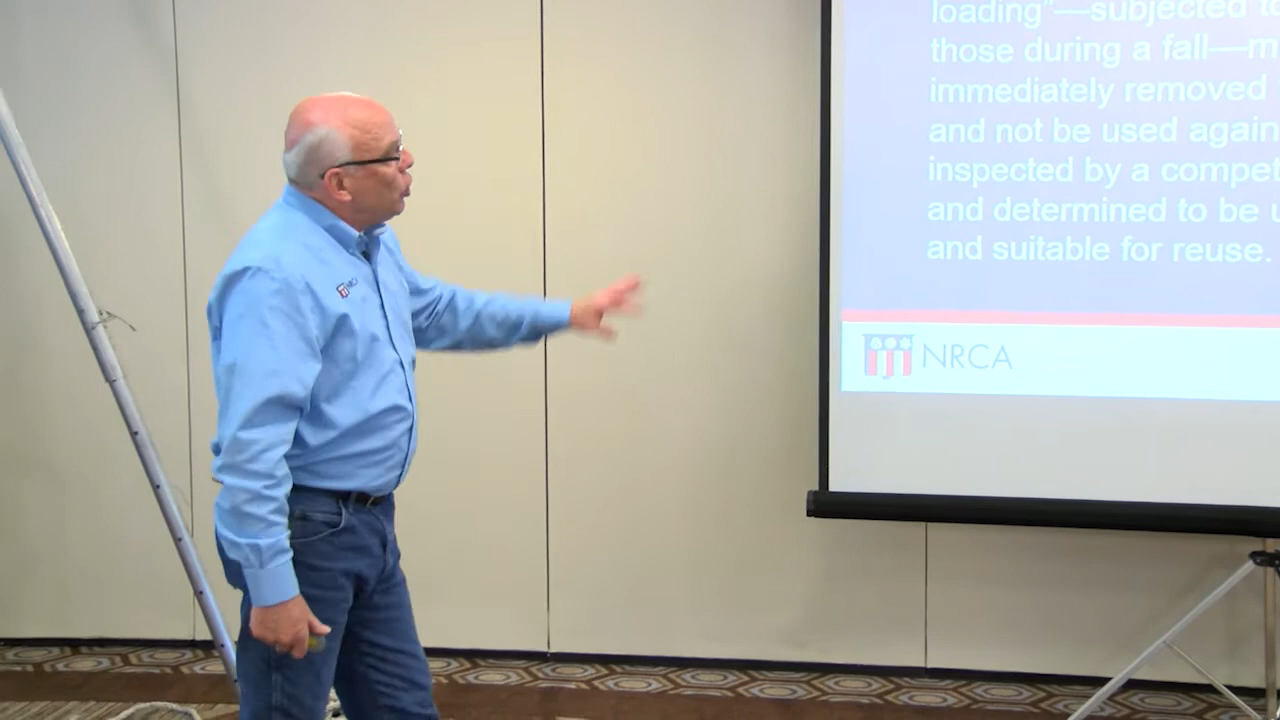 loading"—subjected to
those during a fall—m
immediately removed
and not be used again
inspected by a compet
and determined to be u
and suitable for reuse.
NRCA
NRCA